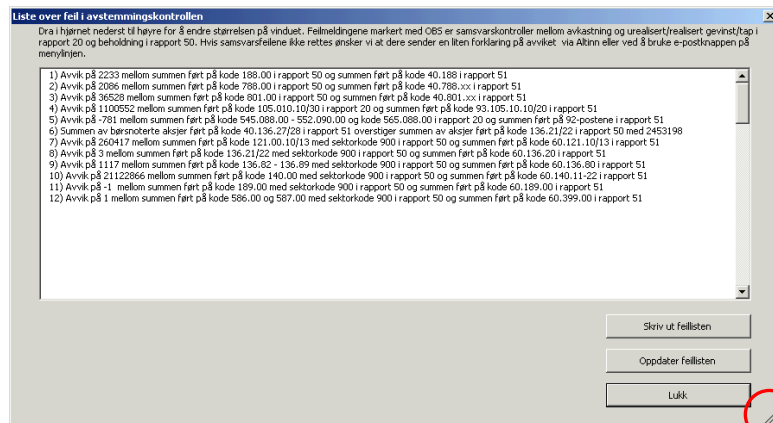 Liste over feil i avstemmingskontrollen
Dra i hjørnet nederst til høyre for å endre størrelsen på vinduet. Feilmeldingene markert med OBS er samsvarskontroller mellom avkastning og urealisert/realisert gevinst/tap i
rapport 20 og beholdning i rapport 50. Hvis samsvarsfeilene ikke rettes ønsker vi at dere sender en liten forklaring på avviket via Altinn eller ved å bruke e-postknappen på
menylinjen.
1) Avvik på 2233 mellom summen ført på kode 188.00 i rapport 50 og summen ført på kode 40.188 i rapport 51
2) Avvik på 2086 mellom summen ført på kode 788.00 i rapport 50 og summen ført på kode 40.788.xx i rapport 51
3) Avvik på 36528 mellom summen ført på kode 801.00 i rapport 50 og summen ført på kode 40.801.xx i rapport 51
4) Avvik på 1100552 mellom summen ført på kode 105.010.10/30 i rapport 20 og summen ført på kode 93.105.10.10/20 i rapport 51
5) Avvik på -781 mellom summen ført på kode 545.088.00 - 552.090.00 og kode 565.088.00 i rapport 20 og summen ført på 92-postene i rapport 51
6) Summen av børsnoterte aksjer ført på kode 40.136.27/28 i rapport 51 overstiger summen av aksjer ført på kode 136.21/22 i rapport 50 med 2453198
7) Avvik på 260417 mellom summen ført på kode 121.00.10/13 med sektorkode 900 i rapport 50 og summen ført på kode 60.121.10/13 i rapport 51
8) Avvik på 3 mellom summen ført på kode 136.21/22 med sektorkode 900 i rapport 50 og summen ført på kode 60.136.20 i rapport 51
9) Avvik på 1117 mellom summen ført på kode 136.82 - 136.89 med sektorkode 900 i rapport 50 og summen ført på kode 60.136.80 i rapport 51
10) Avvik på 21122866 mellom summen ført på kode 140.00 med sektorkode 900 i rapport 50 og summen ført på kode 60.140.11-22 i rapport 51
11) Avvik på -1 mellom summen ført på kode 189.00 med sektorkode 900 i rapport 50 og summen ført på kode 60.189.00 i rapport 51
12) Avvik på 1 mellom summen ført på kode 586.00 og 587.00 med sektorkode 900 i rapport 50 og summen ført på kode 60.399.00 i rapport 51
Skriv ut feillisten
Oppdater feillisten
Lukk